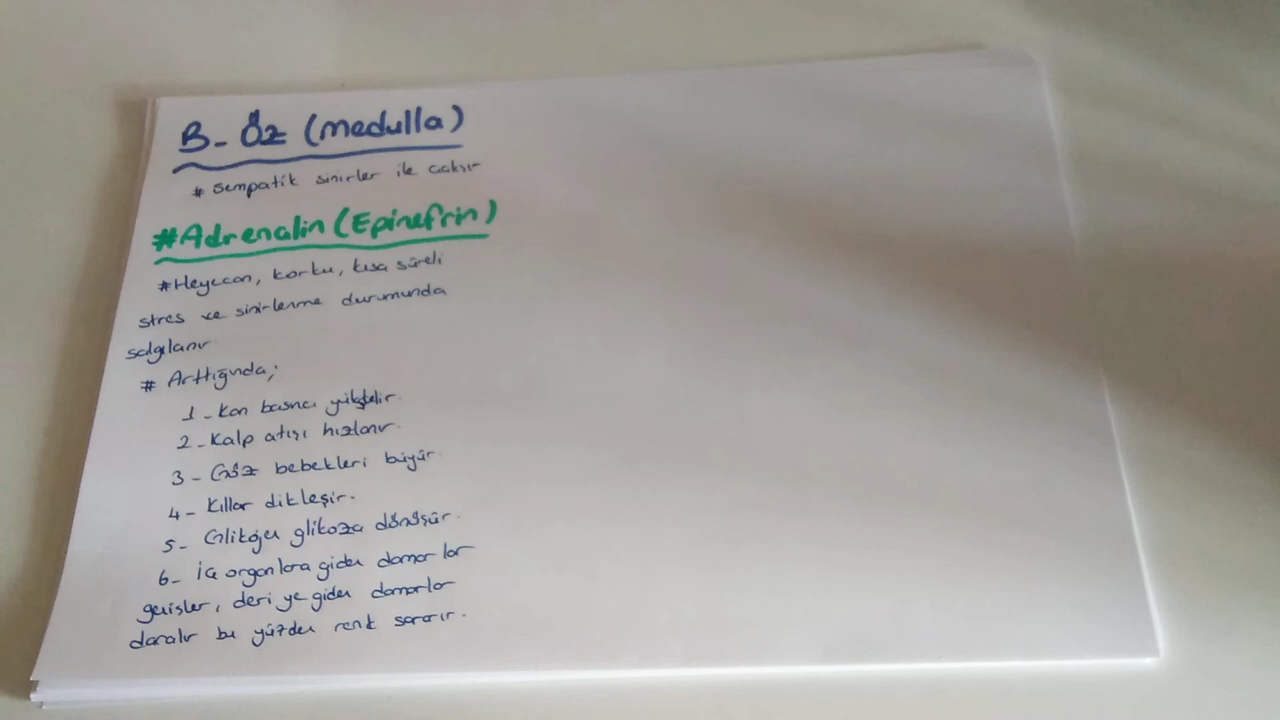 B- Öz (medulla)
# Sempatik sinirler ile çalışır
#Adrenalin (Epinefrin)
#Heyecan, korku, kısa süreli
stres ve sinirlenme durumunda
salgılanır
# Arttığında;
1 - Kan basıncı yükselir.
2 - Kalp atışı hızlanır.
3 - Göz bebekleri büyür.
4 - Kıllar dikleşir.
5 - Glikojen glikoza dönüşür.
6 - İç organlara giden damarlar
genişler, deri ye giden damarlar
daralır bu yüzden renk sararır.